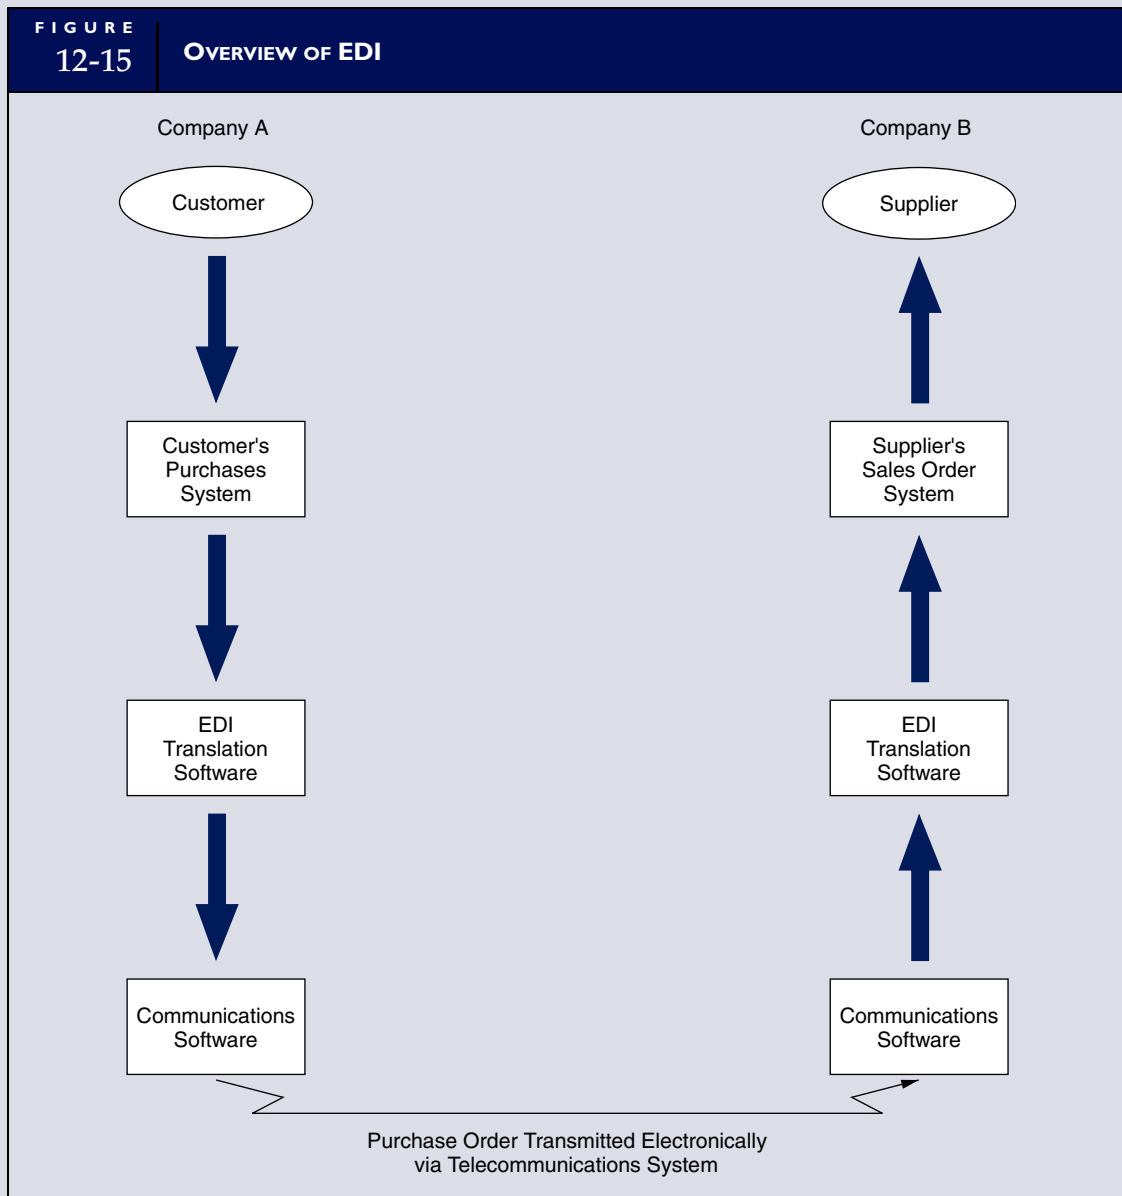 FIGURE
12-15
OVERVIEW OF EDI
Company A
Company B
Customer
Supplier
Customer's
Purchases
System
Supplier's
Sales Order
System
EDI
Translation
Software
EDI
Translation
Software
Communications
Software
Communications
Software
Purchase Order Transmitted Electronically
via Telecommunications System